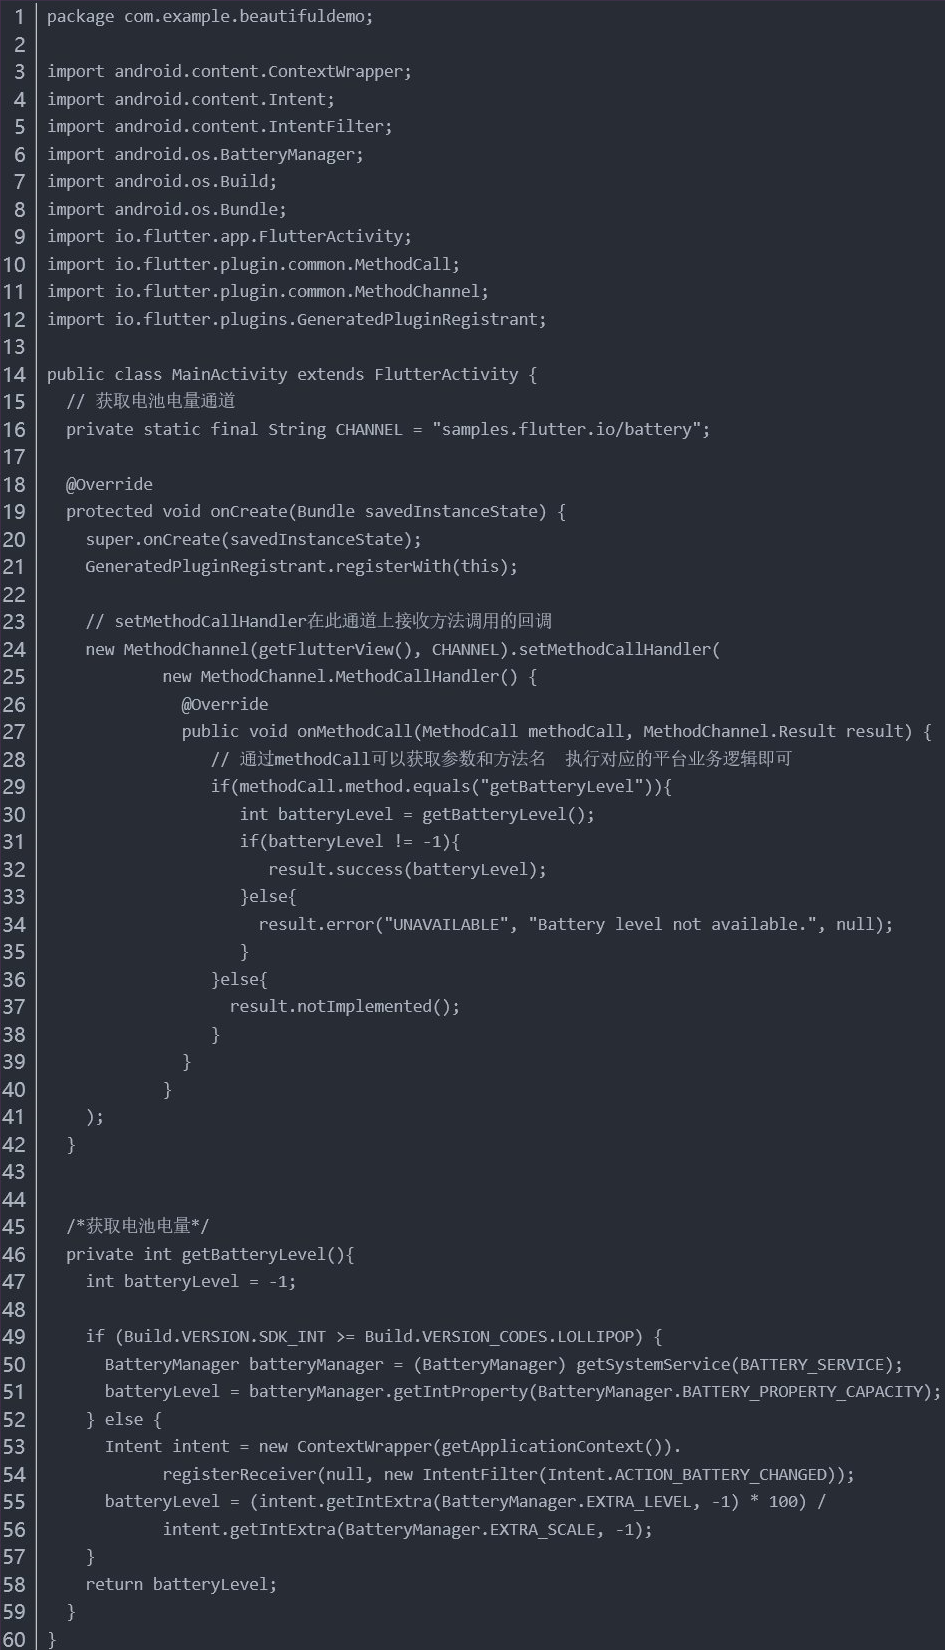 1 package com.example.beautifuldemo;
2
3 import android.content.ContextWrapper;
4 import android.content.Intent;
5 import android.content.IntentFilter;
6 import android.os.BatteryManager;
7 import android.os.Build;
8 import android.os.Bundle;
9 import io.flutter.app.FlutterActivity;
10 import io.flutter.plugin.common.MethodCall;
11 import io.flutter.plugin.common.MethodChannel;
12 import io.flutter.plugins.GeneratedPluginRegistrant;
13
14 public class MainActivity extends FlutterActivity {
15   // 获取电池电量通道
16   private static final String CHANNEL = "samples.flutter.io/battery";
17
18   @Override
19   protected void onCreate(Bundle savedInstanceState) {
20     super.onCreate(savedInstanceState);
21     GeneratedPluginRegistrant.registerWith(this);
22
23     // setMethodCallHandler在此通道上接收方法调用的回调
24     new MethodChannel(getFlutterView(), CHANNEL).setMethodCallHandler(
25             new MethodChannel.MethodCallHandler() {
26               @Override
27               public void onMethodCall(MethodCall methodCall, MethodChannel.Result result) {
28                  // 通过methodCall可以获取参数和方法名  执行对应的平台业务逻辑即可
29                  if(methodCall.method.equals("getBatteryLevel")){
30                     int batteryLevel = getBatteryLevel();
31                     if(batteryLevel != -1){
32                        result.success(batteryLevel);
33                     }else{
34                       result.error("UNAVAILABLE", "Battery level not available.", null);
35                     }
36                  }else{
37                    result.notImplemented();
38                  }
39               }
40             }
41     );
42   }
43
44
45   /*获取电池电量*/
46   private int getBatteryLevel(){
47     int batteryLevel = -1;
48
49     if (Build.VERSION.SDK_INT >= Build.VERSION_CODES.LOLLIPOP) {
50       BatteryManager batteryManager = (BatteryManager) getSystemService(BATTERY_SERVICE);
51       batteryLevel = batteryManager.getIntProperty(BatteryManager.BATTERY_PROPERTY_CAPACITY);
52     } else {
53       Intent intent = new ContextWrapper(getApplicationContext()).
54             registerReceiver(null, new IntentFilter(Intent.ACTION_BATTERY_CHANGED));
55       batteryLevel = (intent.getIntExtra(BatteryManager.EXTRA_LEVEL, -1) * 100) /
56             intent.getIntExtra(BatteryManager.EXTRA_SCALE, -1);
57     }
58     return batteryLevel;
59   }
60 }